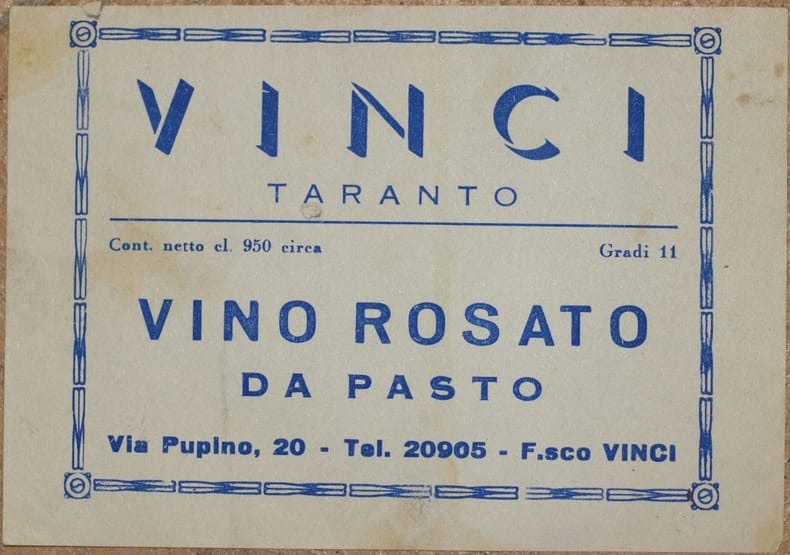 VINCI
TARANTO
Cont. netto cl. 950 circa Gradi 11
VINO ROSATO
DA PASTO
Via Pupino, 20 - Tel. 20905 - F.sco VINCI